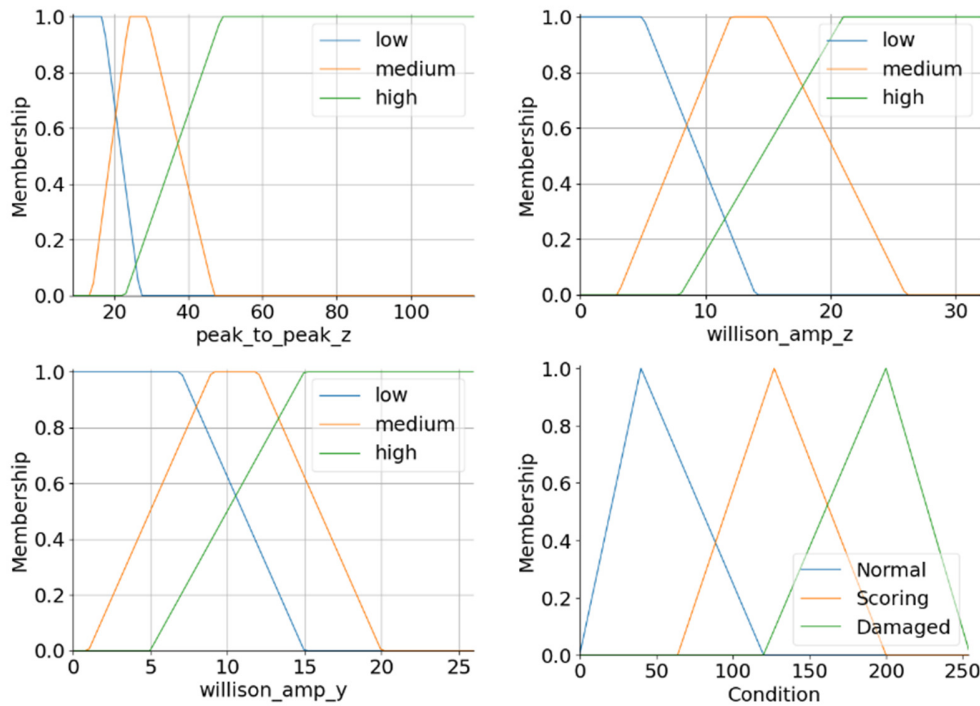 1.0
0.8
0.6
0.4
0.2
0.0
Membership
low
medium
high
20 40 60 80 100
peak_to_peak_z
1.0
0.8
0.6
0.4
0.2
0.0
Membership
low
medium
high
0 10 20 30
willison_amp_z
1.0
0.8
0.6
0.4
0.2
0.0
Membership
low
medium
high
0 5 10 15 20 25
willison_amp_y
1.0
0.8
0.6
0.4
0.2
0.0
Membership
Normal
Scoring
Damaged
0 50 100 150 200 250
Condition